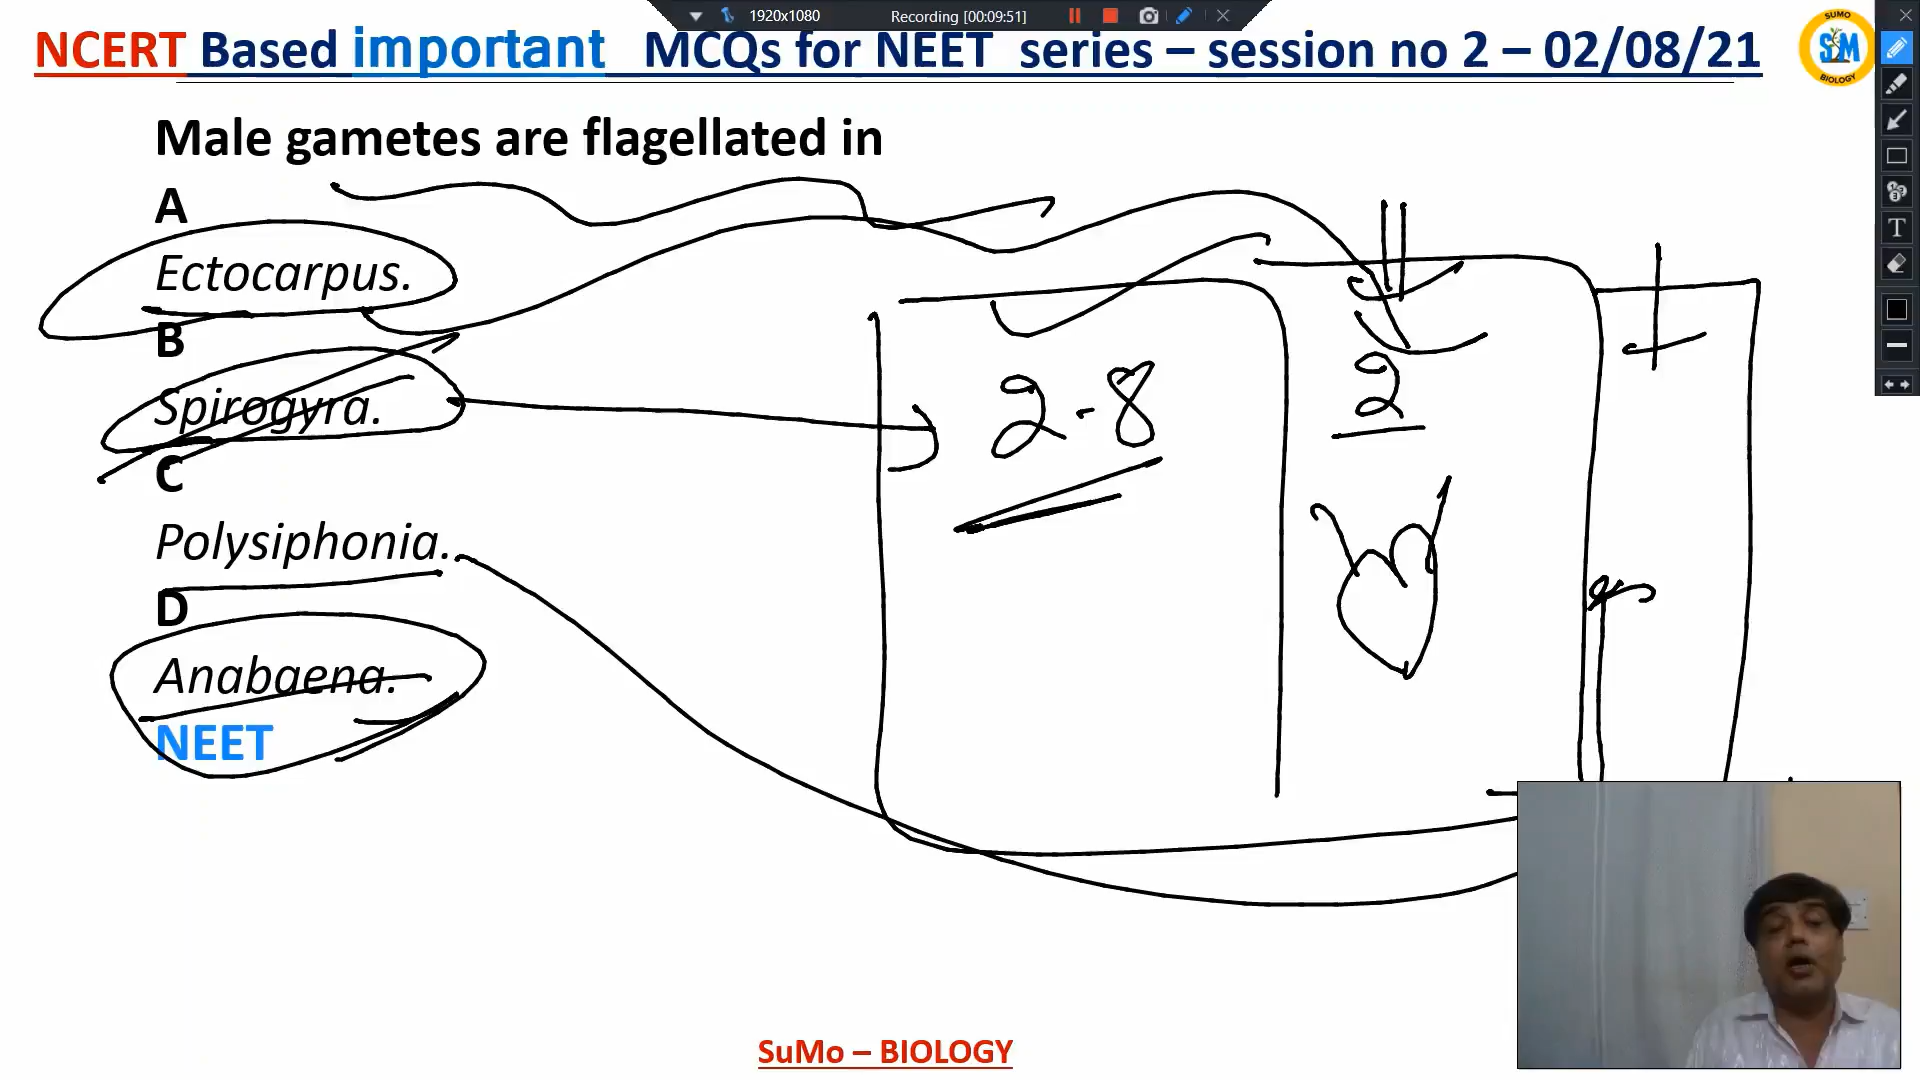 1920x1080 Recording [00:09:51]
NCERT Based important MCQs for NEET series – session no 2 – 02/08/21
SUMO
SM
BIOLOGY
Male gametes are flagellated in
A
Ectocarpus.
B
Spirogyra.
C
Polysiphonia.
D
Anabaena.
NEET
2-8
2
T
SuMo – BIOLOGY